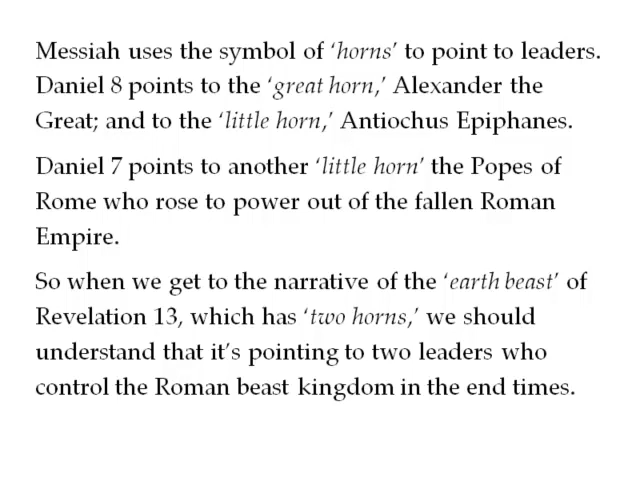 Messiah uses the symbol of ‘horns’ to point to leaders.
Daniel 8 points to the ‘great horn,’ Alexander the
Great; and to the ‘little horn,’ Antiochus Epiphanes.
Daniel 7 points to another ‘little horn’ the Popes of
Rome who rose to power out of the fallen Roman
Empire.
So when we get to the narrative of the ‘earth beast’ of
Revelation 13, which has ‘two horns,’ we should
understand that it’s pointing to two leaders who
control the Roman beast kingdom in the end times.